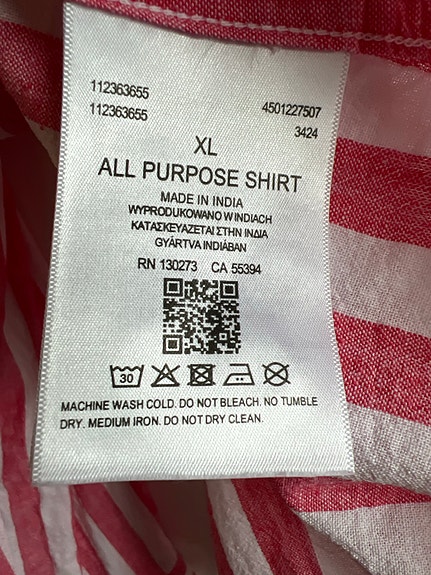 112363655
112363655 4501227507
3424
XL
ALL PURPOSE SHIRT
MADE IN INDIA
WYPRODUKOWANO W INDIACH
ΚΑΤΑΣΚΕΥΑΖΕΤΑΙ ΣΤΗΝ ΙΝΔΙΑ
GYÁRTVA INDIÁBAN
RN 130273 CA 55394
30
MACHINE WASH COLD. DO NOT BLEACH. NO TUMBLE
DRY. MEDIUM IRON. DO NOT DRY CLEAN.